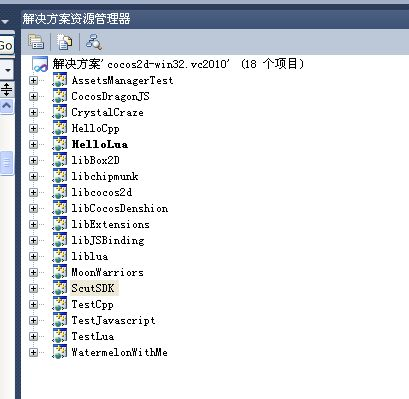 解决方案资源管理器
Go
解决方案'cocos2d-win32.vc2010' (18 个项目)
AssetsManagerTest
CocosDragonJS
CrystalCraze
HelloCpp
HelloLua
libBox2D
libchipmunk
libcocos2d
libCocosDenshion
libExtensions
libJSBinding
liblua
MoonWarriors
ScutSDK
TestCpp
TestJavascript
TestLua
WatermelonWithMe